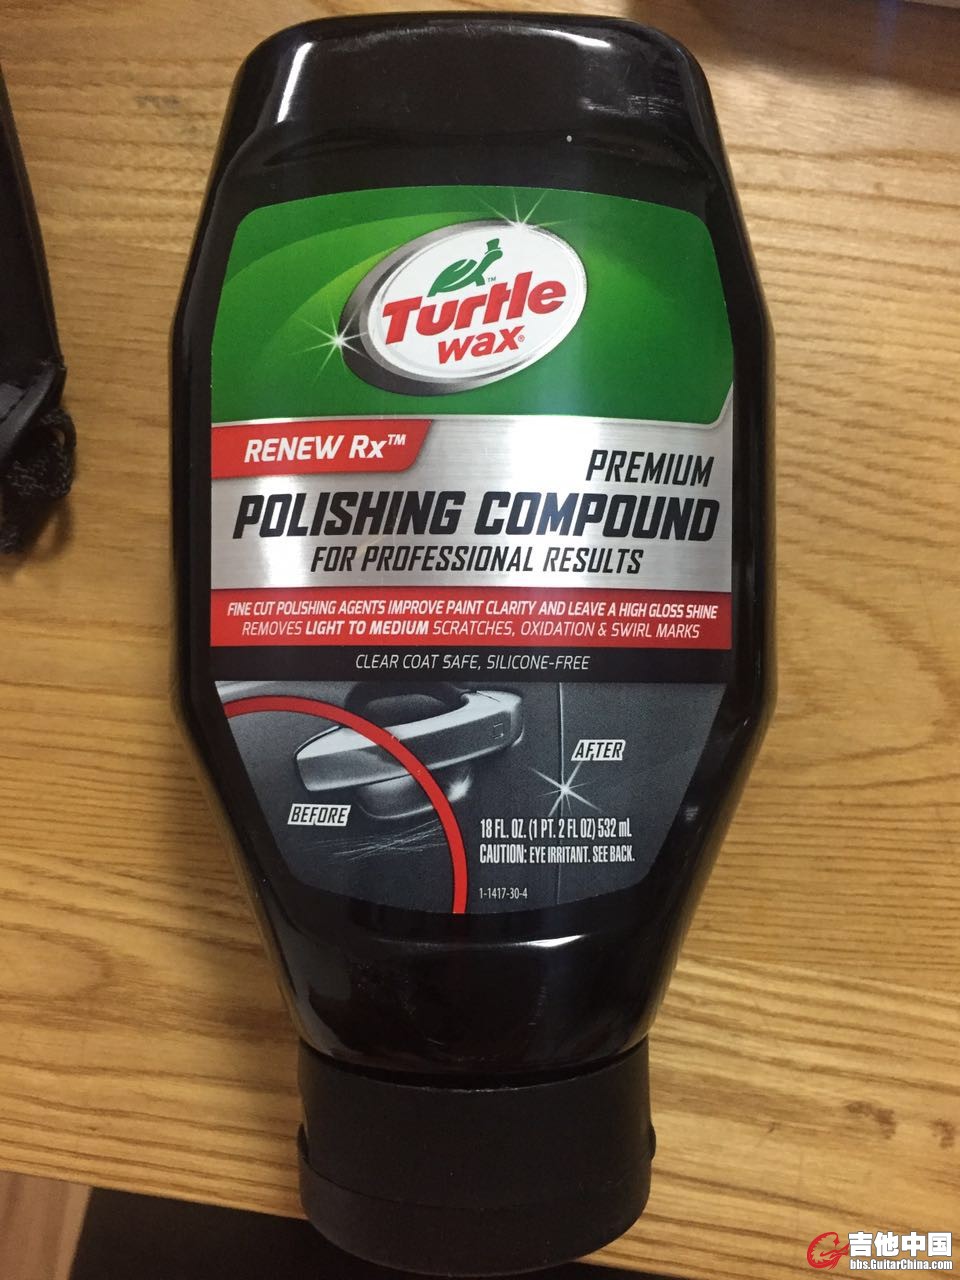 Turtle
™
wax®
RENEW Rx™
PREMIUM
POLISHING COMPOUND
FOR PROFESSIONAL RESULTS
FINE CUT POLISHING AGENTS IMPROVE PAINT CLARITY AND LEAVE A HIGH GLOSS SHINE
REMOVES LIGHT TO MEDIUM SCRATCHES, OXIDATION & SWIRL MARKS
CLEAR COAT SAFE, SILICONE-FREE
AFTER
BEFORE
18 FL. OZ. (1 PT. 2 FL OZ) 532 mL
CAUTION: EYE IRRITANT. SEE BACK.
1-1417-30-4
吉他中国
bbs.GuitarChina.com